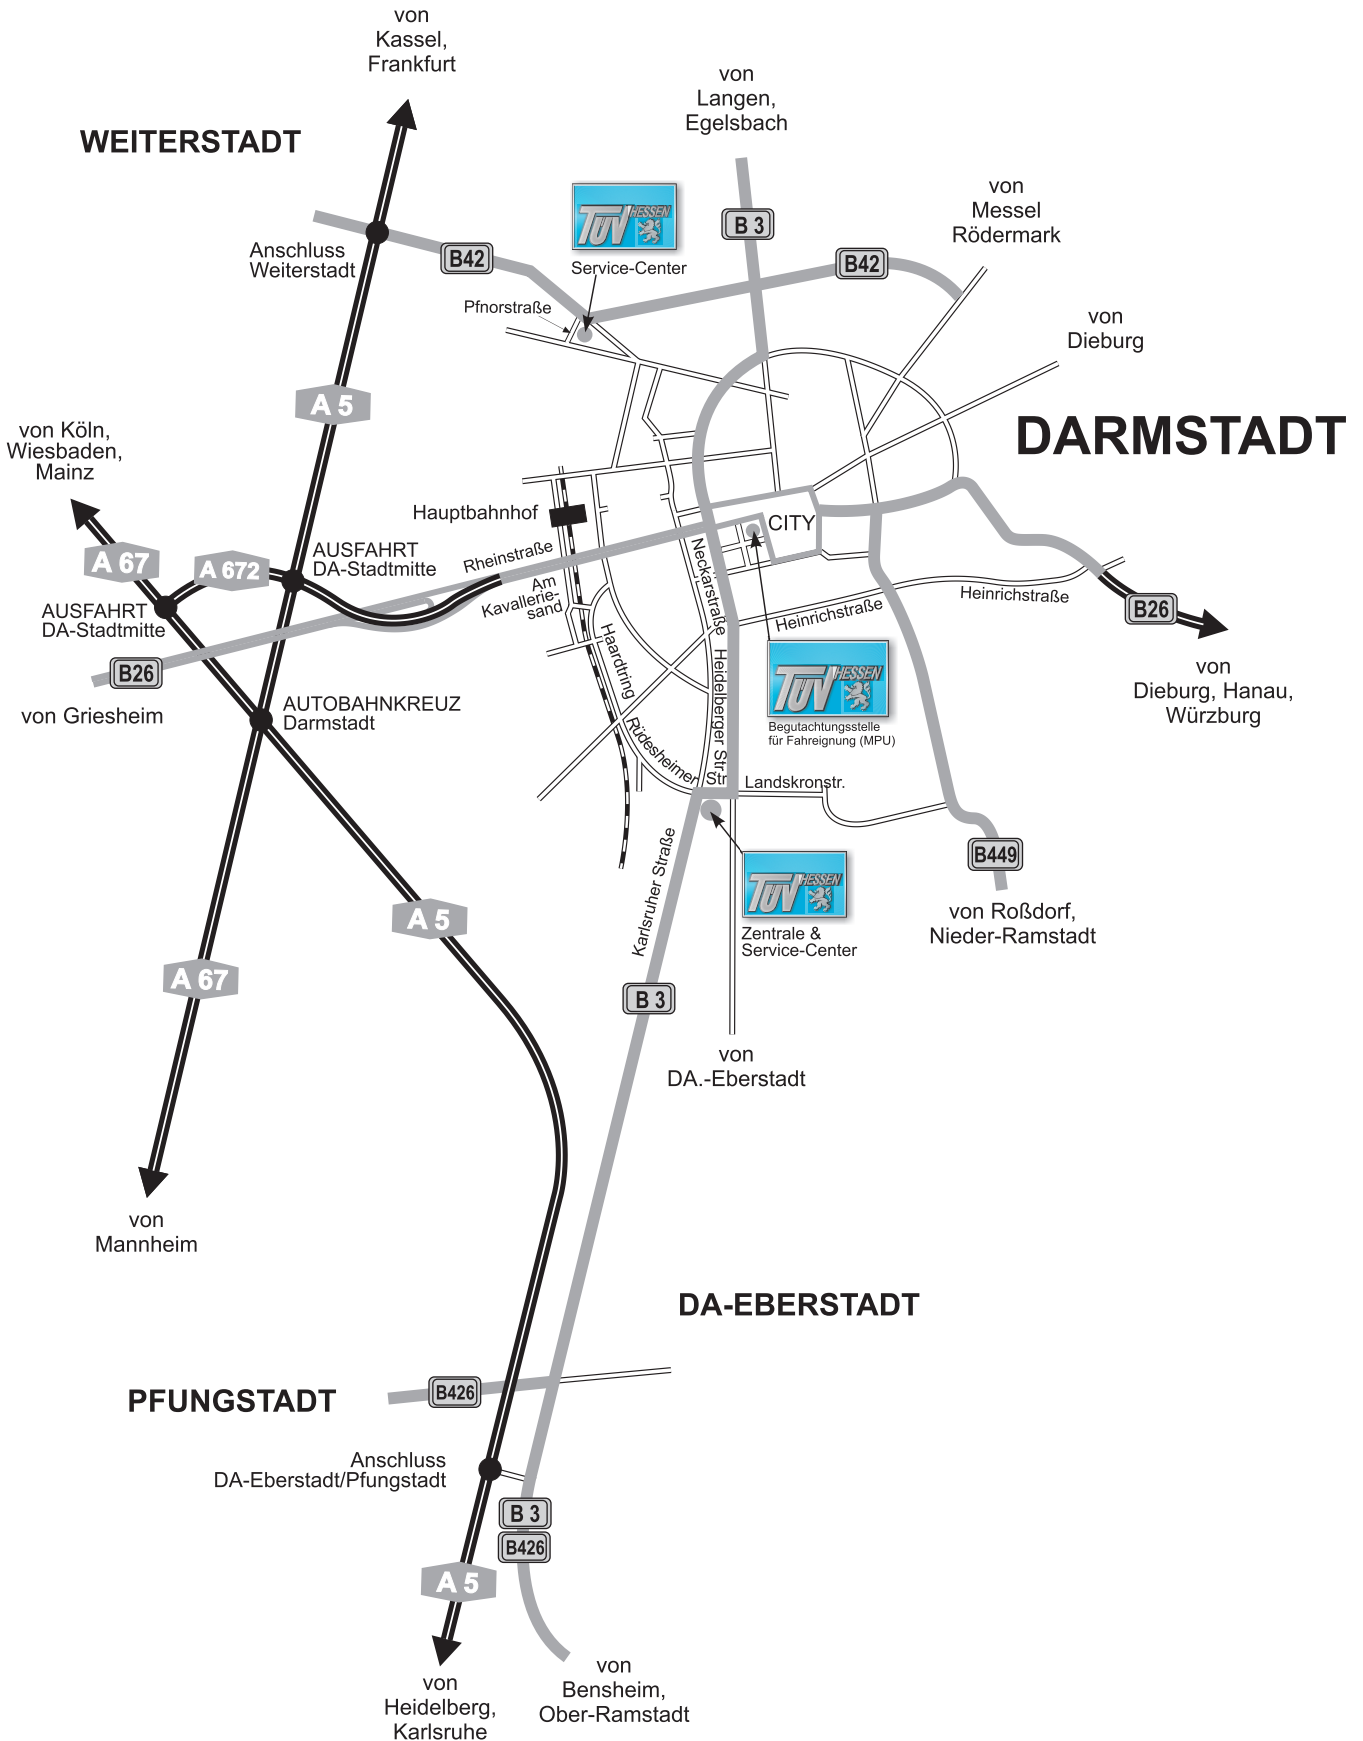 von
Kassel,
Frankfurt
von
Langen,
Egelsbach
WEITERSTADT
von
Messel
Rödermark
TÜV HESSEN
Service-Center
B 3
B42
B42
Anschluss
Weiterstadt
Pfnorstraße
von
Dieburg
A 5
DARMSTADT
von Köln,
Wiesbaden,
Mainz
Hauptbahnhof
CITY
A 67
A 672
AUSFAHRT
DA-Stadtmitte
Rheinstraße
Am
Kavallerie-
sand
Neckarstraße
AUSFAHRT
DA-Stadtmitte
Heinrichstraße
Heinrichstraße
B26
B26
Haardtring
Heidelberger Str.
TÜV HESSEN
Begutachtungsstelle
für Fahreignung (MPU)
von
Dieburg, Hanau,
Würzburg
von Griesheim
AUTOBAHNKREUZ
Darmstadt
Rüdesheimer Str.
Landskronstr.
Karlsruher Straße
TÜV HESSEN
Zentrale &
Service-Center
B449
von Roßdorf,
Nieder-Ramstadt
A 5
A 67
B 3
von
DA.-Eberstadt
von
Mannheim
DA-EBERSTADT
PFUNGSTADT
B426
Anschluss
DA-Eberstadt/Pfungstadt
B 3
B426
A 5
von
Heidelberg,
Karlsruhe
von
Bensheim,
Ober-Ramstadt